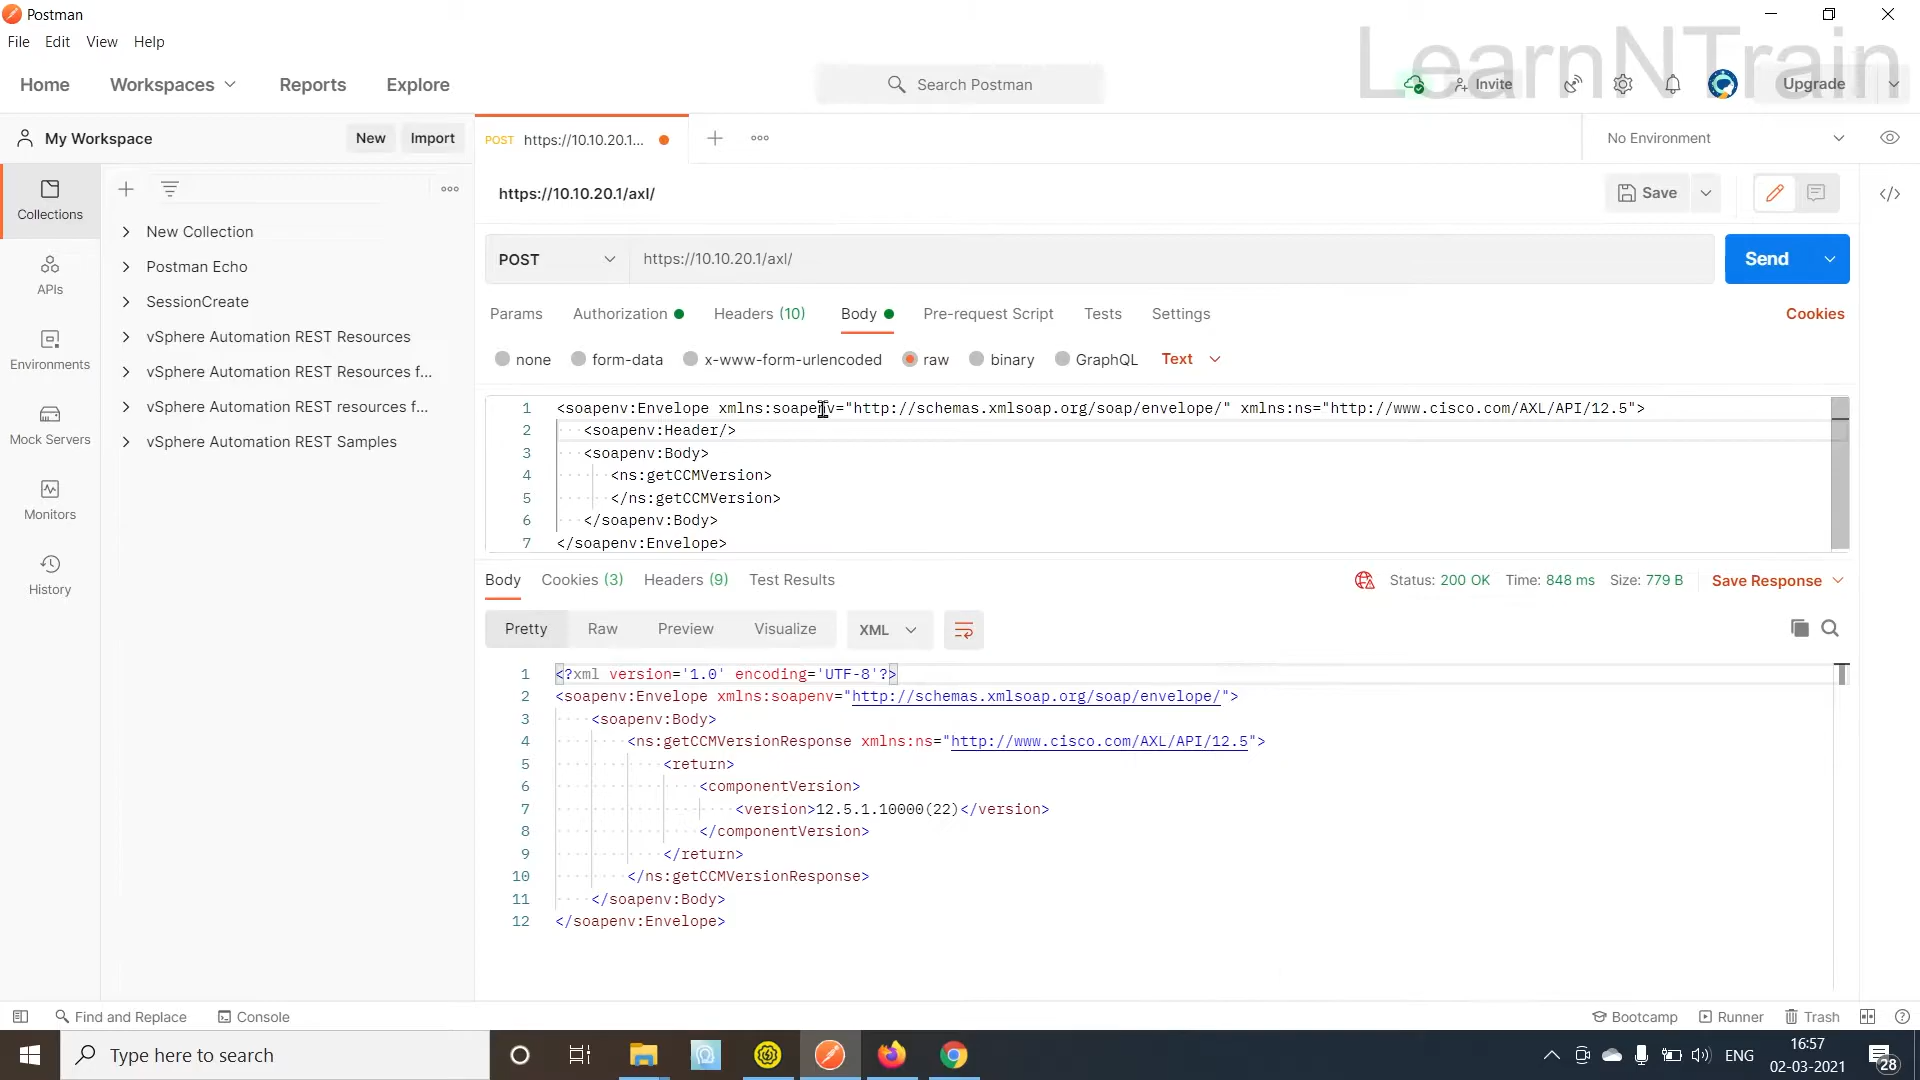 Postman
File Edit View Help
LearnNTrain
Home Workspaces Reports Explore Search Postman Invite Upgrade
My Workspace New Import
POST https://10.10.20.1... No Environment
https://10.10.20.1/axl/ Save
POST https://10.10.20.1/axl/ Send
Params Authorization Headers (10) Body Pre-request Script Tests Settings Cookies
none form-data x-www-form-urlencoded raw binary GraphQL Text
Collections
APIs
Environments
Mock Servers
Monitors
History
New Collection
Postman Echo
SessionCreate
vSphere Automation REST Resources
vSphere Automation REST Resources f...
vSphere Automation REST resources f...
vSphere Automation REST Samples
1 <soapenv:Envelope xmlns:soapenv="http://schemas.xmlsoap.org/soap/envelope/" xmlns:ns="http://www.cisco.com/AXL/API/12.5">
2 <soapenv:Header/>
3 <soapenv:Body>
4 <ns:getCCMVersion>
5 </ns:getCCMVersion>
6 </soapenv:Body>
7 </soapenv:Envelope>
Body Cookies (3) Headers (9) Test Results Status: 200 OK Time: 848 ms Size: 779 B Save Response
Pretty Raw Preview Visualize XML
1 <?xml version='1.0' encoding='UTF-8'?>
2 <soapenv:Envelope xmlns:soapenv="http://schemas.xmlsoap.org/soap/envelope/">
3 <soapenv:Body>
4 <ns:getCCMVersionResponse xmlns:ns="http://www.cisco.com/AXL/API/12.5">
5 <return>
6 <componentVersion>
7 <version>12.5.1.10000(22)</version>
8 </componentVersion>
9 </return>
10 </ns:getCCMVersionResponse>
11 </soapenv:Body>
12 </soapenv:Envelope>
Find and Replace Console Bootcamp Runner Trash
Type here to search ENG 16:57
02-03-2021 28